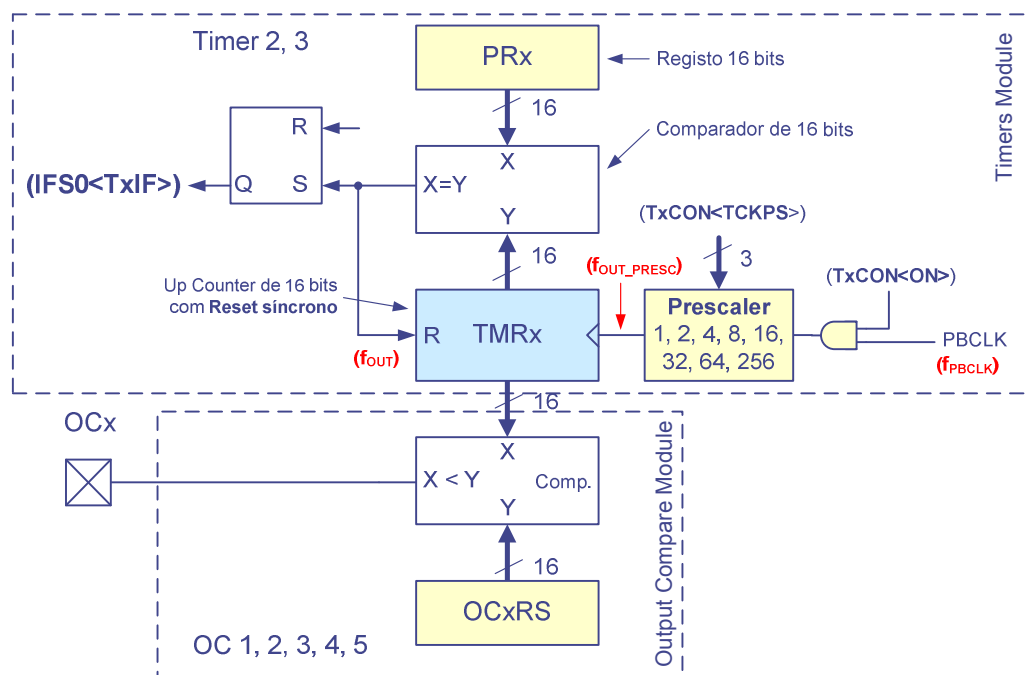 Timer 2, 3
PRx
Registo 16 bits
Timers Module
16
Comparador de 16 bits
R
X
(IFS0<TxIF>)
Q
S
X=Y
Y
(TxCON<TCKPS>)
16
3
(fOUT_PRESC)
(TxCON<ON>)
Up Counter de 16 bits
com Reset síncrono
R
TMRx
Prescaler
1, 2, 4, 8, 16,
32, 64, 256
PBCLK
(fOUT)
(fPBCLK)
16
OCx
X
X < Y
Comp.
Y
16
Output Compare Module
OCxRS
OC 1, 2, 3, 4, 5